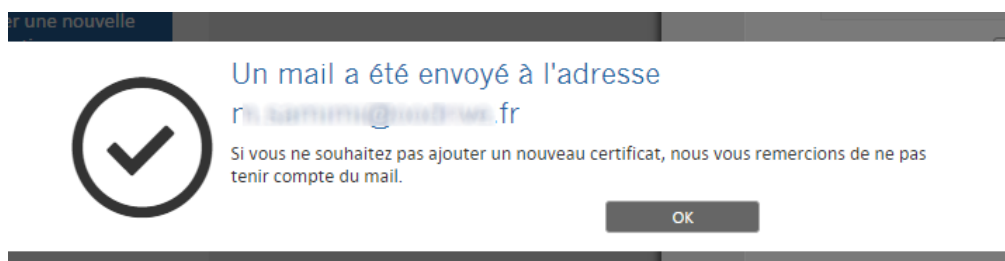 er une nouvelle
Un mail a été envoyé à l'adresse
.fr
Si vous ne souhaitez pas ajouter un nouveau certificat, nous vous remercions de ne pas
tenir compte du mail.
OK